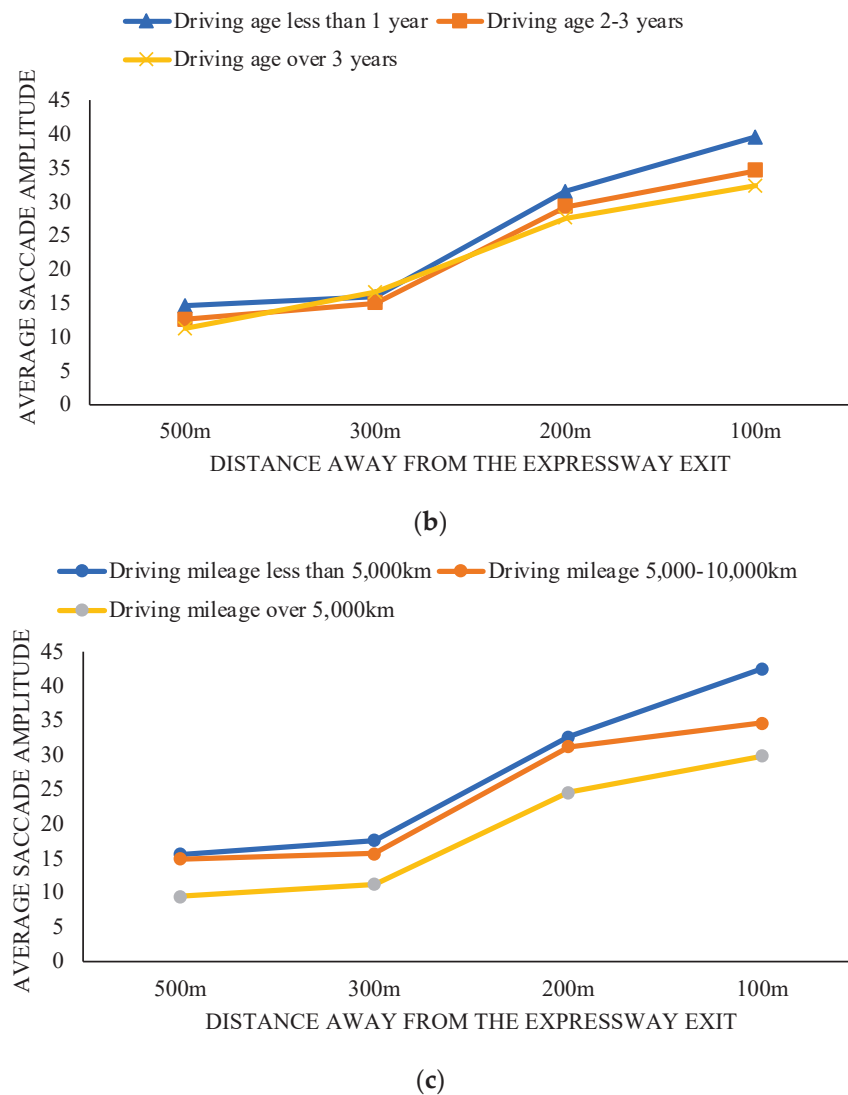 Driving age less than 1 year Driving age 2-3 years
Driving age over 3 years
AVERAGE SACCADE AMPLITUDE
45
40
35
30
25
20
15
10
5
0
500m 300m 200m 100m
DISTANCE AWAY FROM THE EXPRESSWAY EXIT
(b)
Driving mileage less than 5,000km Driving mileage 5,000-10,000km
Driving mileage over 5,000km
AVERAGE SACCADE AMPLITUDE
45
40
35
30
25
20
15
10
5
0
500m 300m 200m 100m
DISTANCE AWAY FROM THE EXPRESSWAY EXIT
(c)